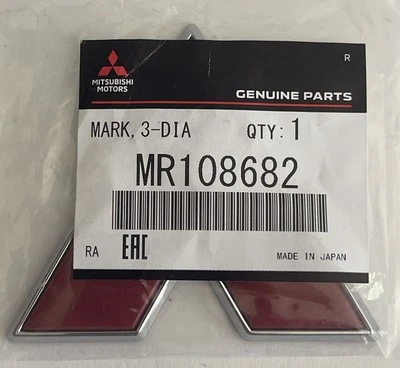 R
MITSUBISHI
MOTORS
GENUINE PARTS
MARK, 3-DIA QTY: 1
MR108682
RA EAC MADE IN JAPAN